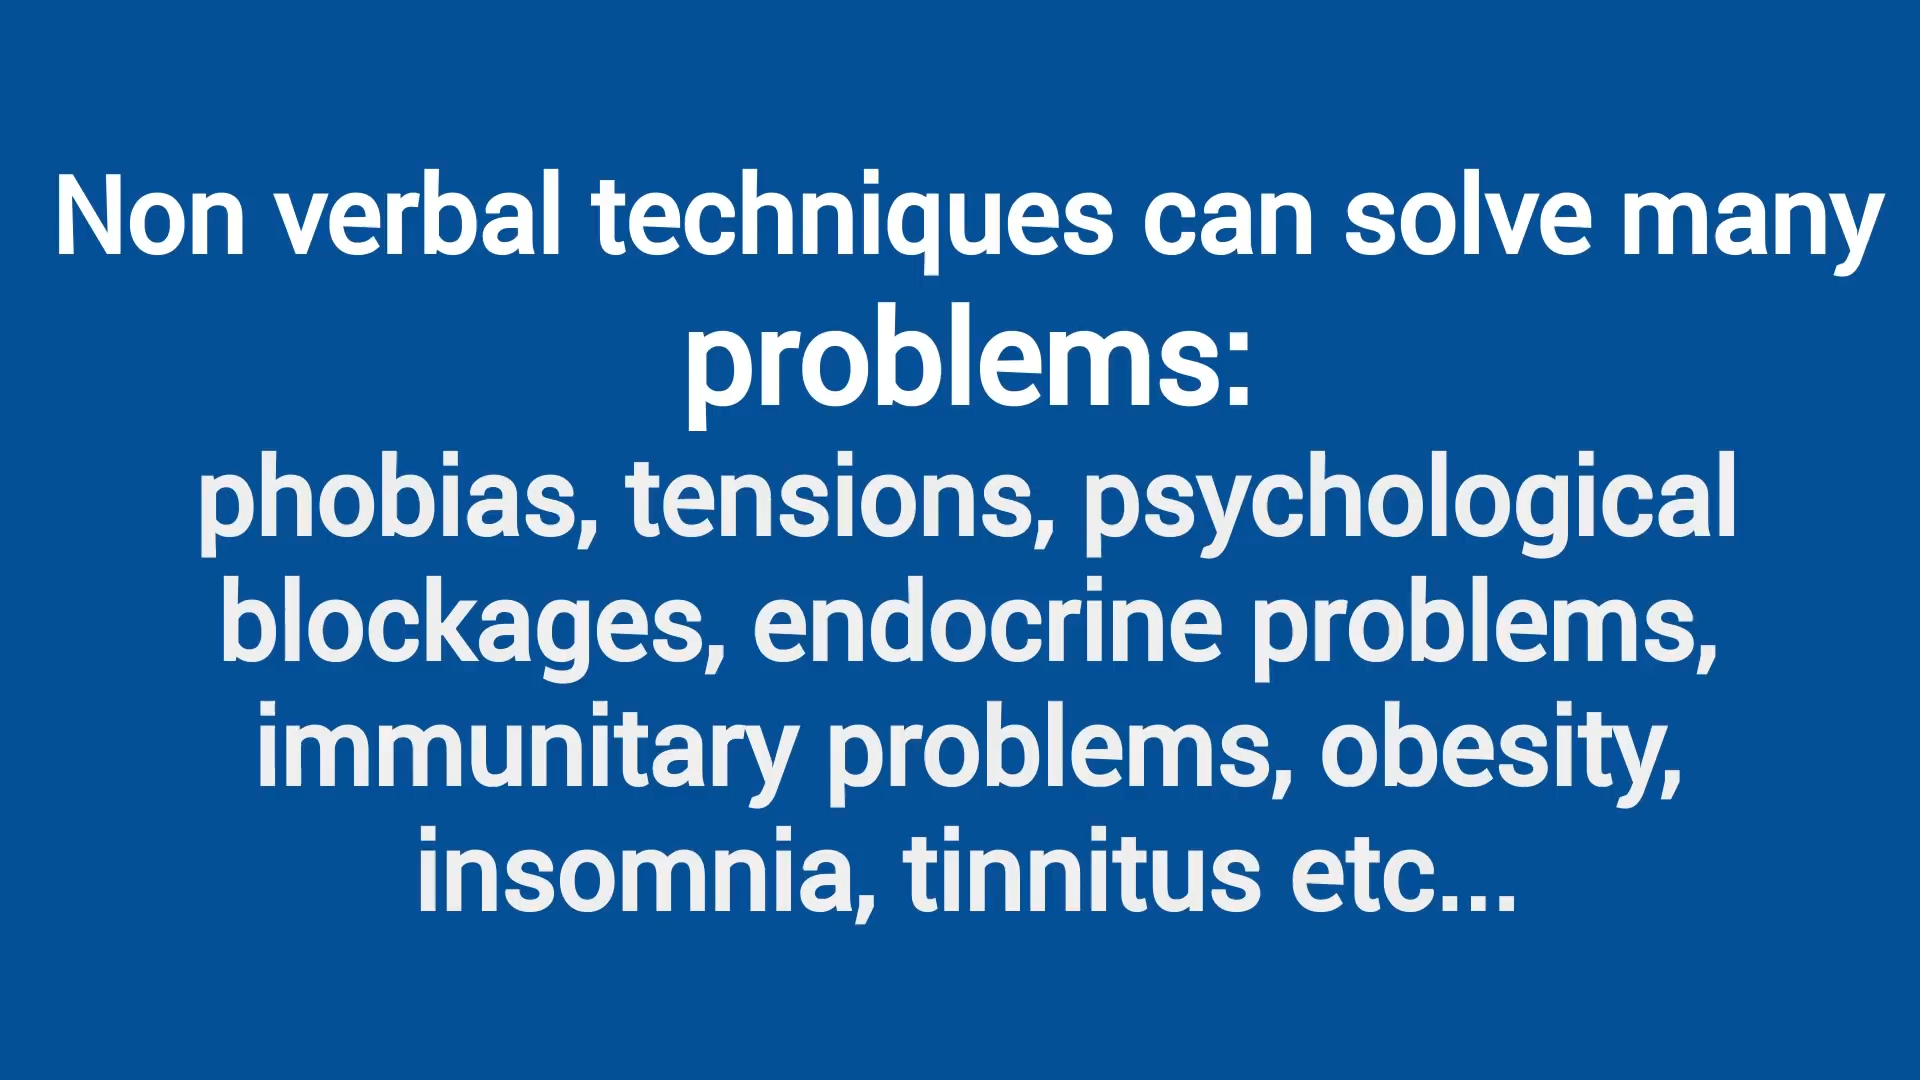 Non verbal techniques can solve many
problems:
phobias, tensions, psychological
blockages, endocrine problems,
immunitary problems, obesity,
insomnia, tinnitus etc...